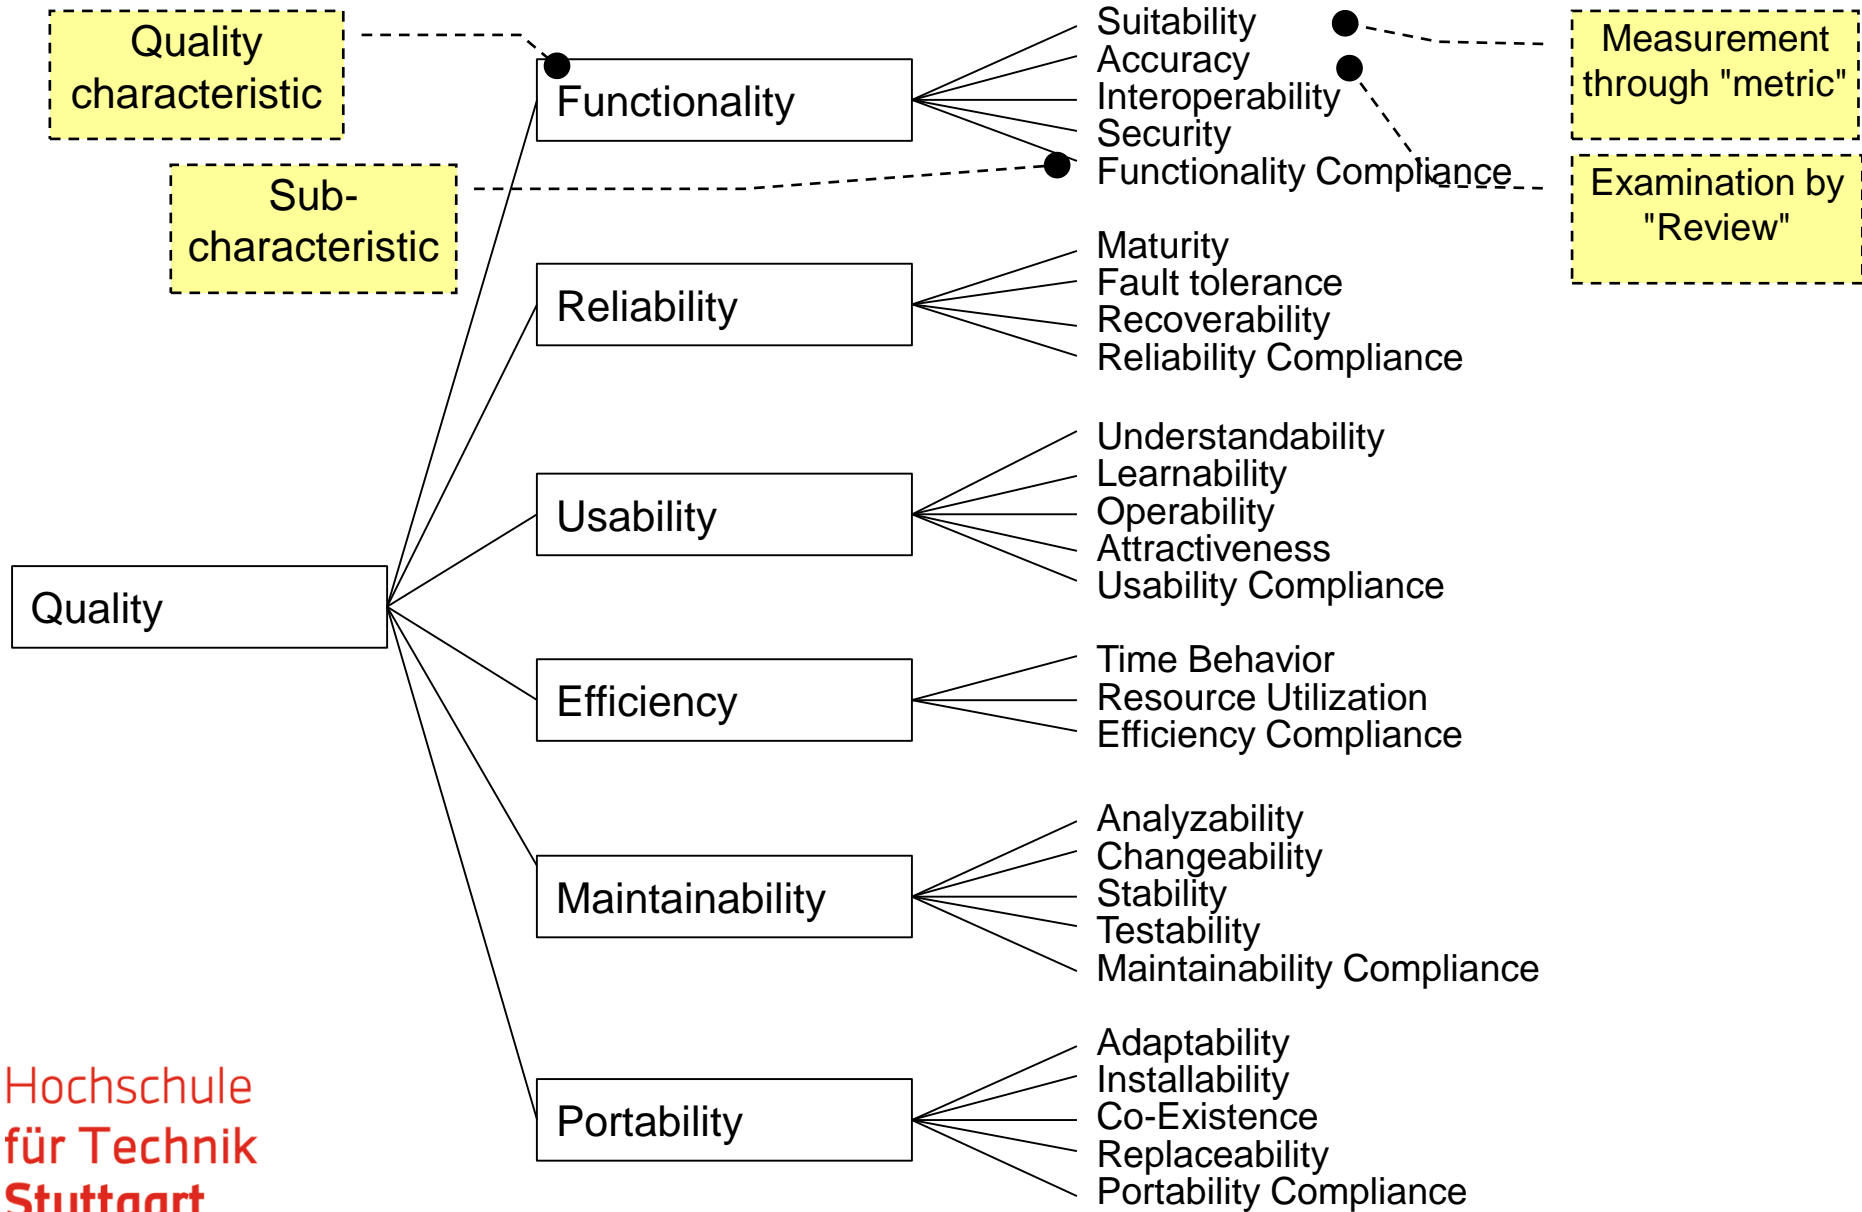 Quality
characteristic
Sub-
characteristic
Quality
Functionality
Suitability
Accuracy
Interoperability
Security
Functionality Compliance
Measurement
through "metric"
Examination by
"Review"
Reliability
Maturity
Fault tolerance
Recoverability
Reliability Compliance
Usability
Understandability
Learnability
Operability
Attractiveness
Usability Compliance
Efficiency
Time Behavior
Resource Utilization
Efficiency Compliance
Maintainability
Analyzability
Changeability
Stability
Testability
Maintainability Compliance
Portability
Adaptability
Installability
Co-Existence
Replaceability
Portability Compliance
Hochschule
für Technik
Stuttgart